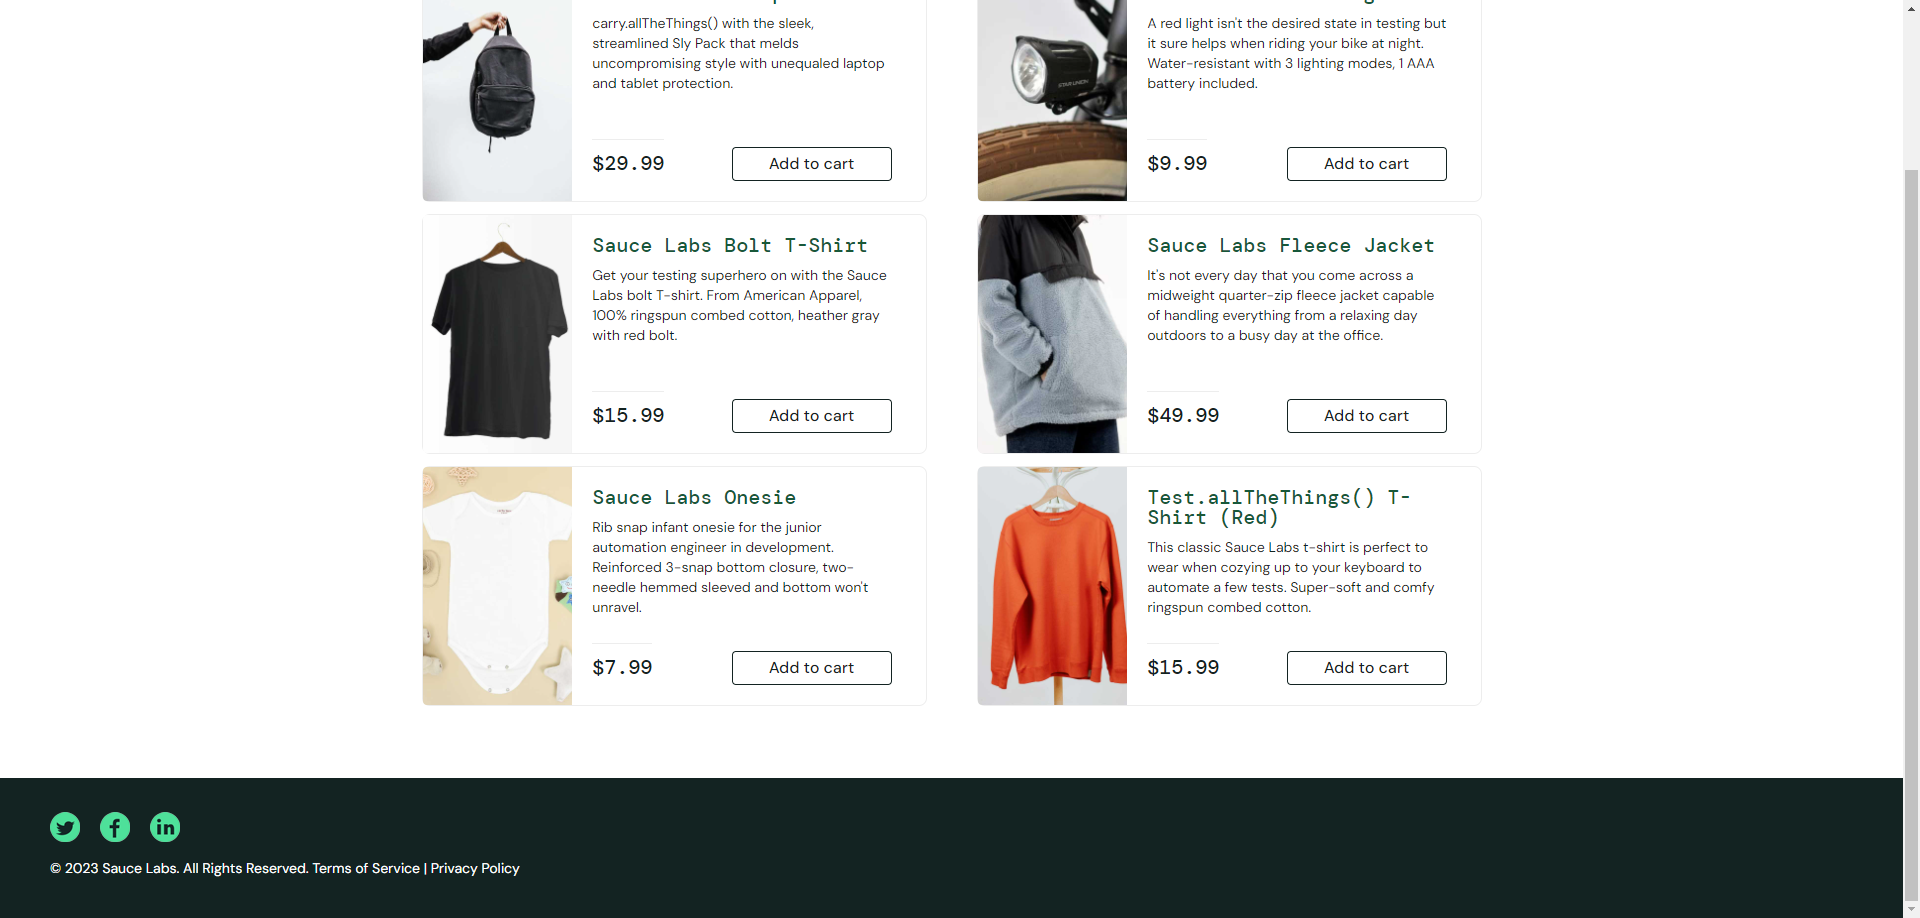 carry.allTheThings() with the sleek,
streamlined Sly Pack that melds
uncompromising style with unequaled laptop
and tablet protection.
$29.99
Add to cart
A red light isn't the desired state in testing but
it sure helps when riding your bike at night.
Water-resistant with 3 lighting modes, 1 AAA
battery included.
$9.99
Add to cart
Sauce Labs Bolt T-Shirt
Get your testing superhero on with the Sauce
Labs bolt T-shirt. From American Apparel,
100% ringspun combed cotton, heather gray
with red bolt.
$15.99
Add to cart
Sauce Labs Fleece Jacket
It's not every day that you come across a
midweight quarter-zip fleece jacket capable
of handling everything from a relaxing day
outdoors to a busy day at the office.
$49.99
Add to cart
Sauce Labs Onesie
Rib snap infant onesie for the junior
automation engineer in development.
Reinforced 3-snap bottom closure, two-
needle hemmed sleeved and bottom won't
unravel.
$7.99
Add to cart
Test.allTheThings() T-
Shirt (Red)
This classic Sauce Labs t-shirt is perfect to
wear when cozying up to your keyboard to
automate a few tests. Super-soft and comfy
ringspun combed cotton.
$15.99
Add to cart
© 2023 Sauce Labs. All Rights Reserved. Terms of Service | Privacy Policy